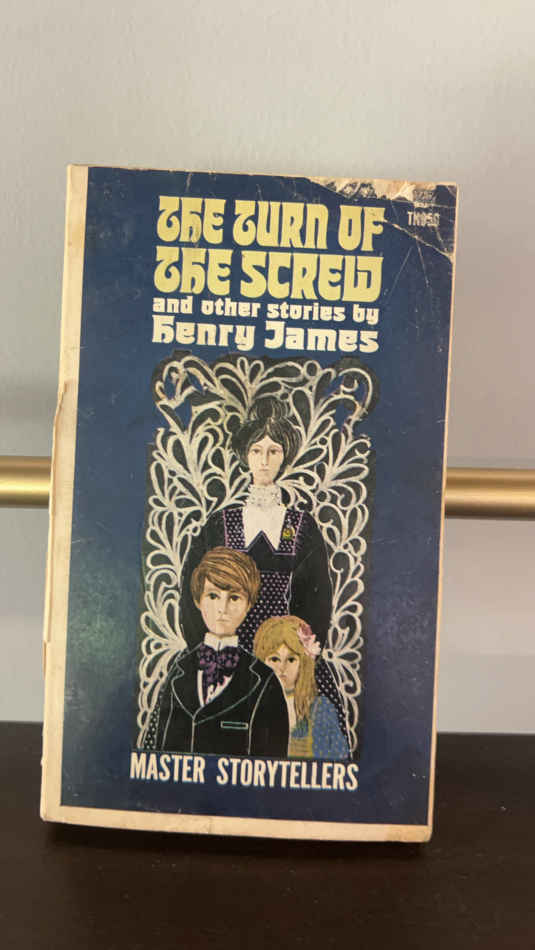 THE TURN OF
THE SCREW
and other stories by
Henry James
MASTER STORYTELLERS